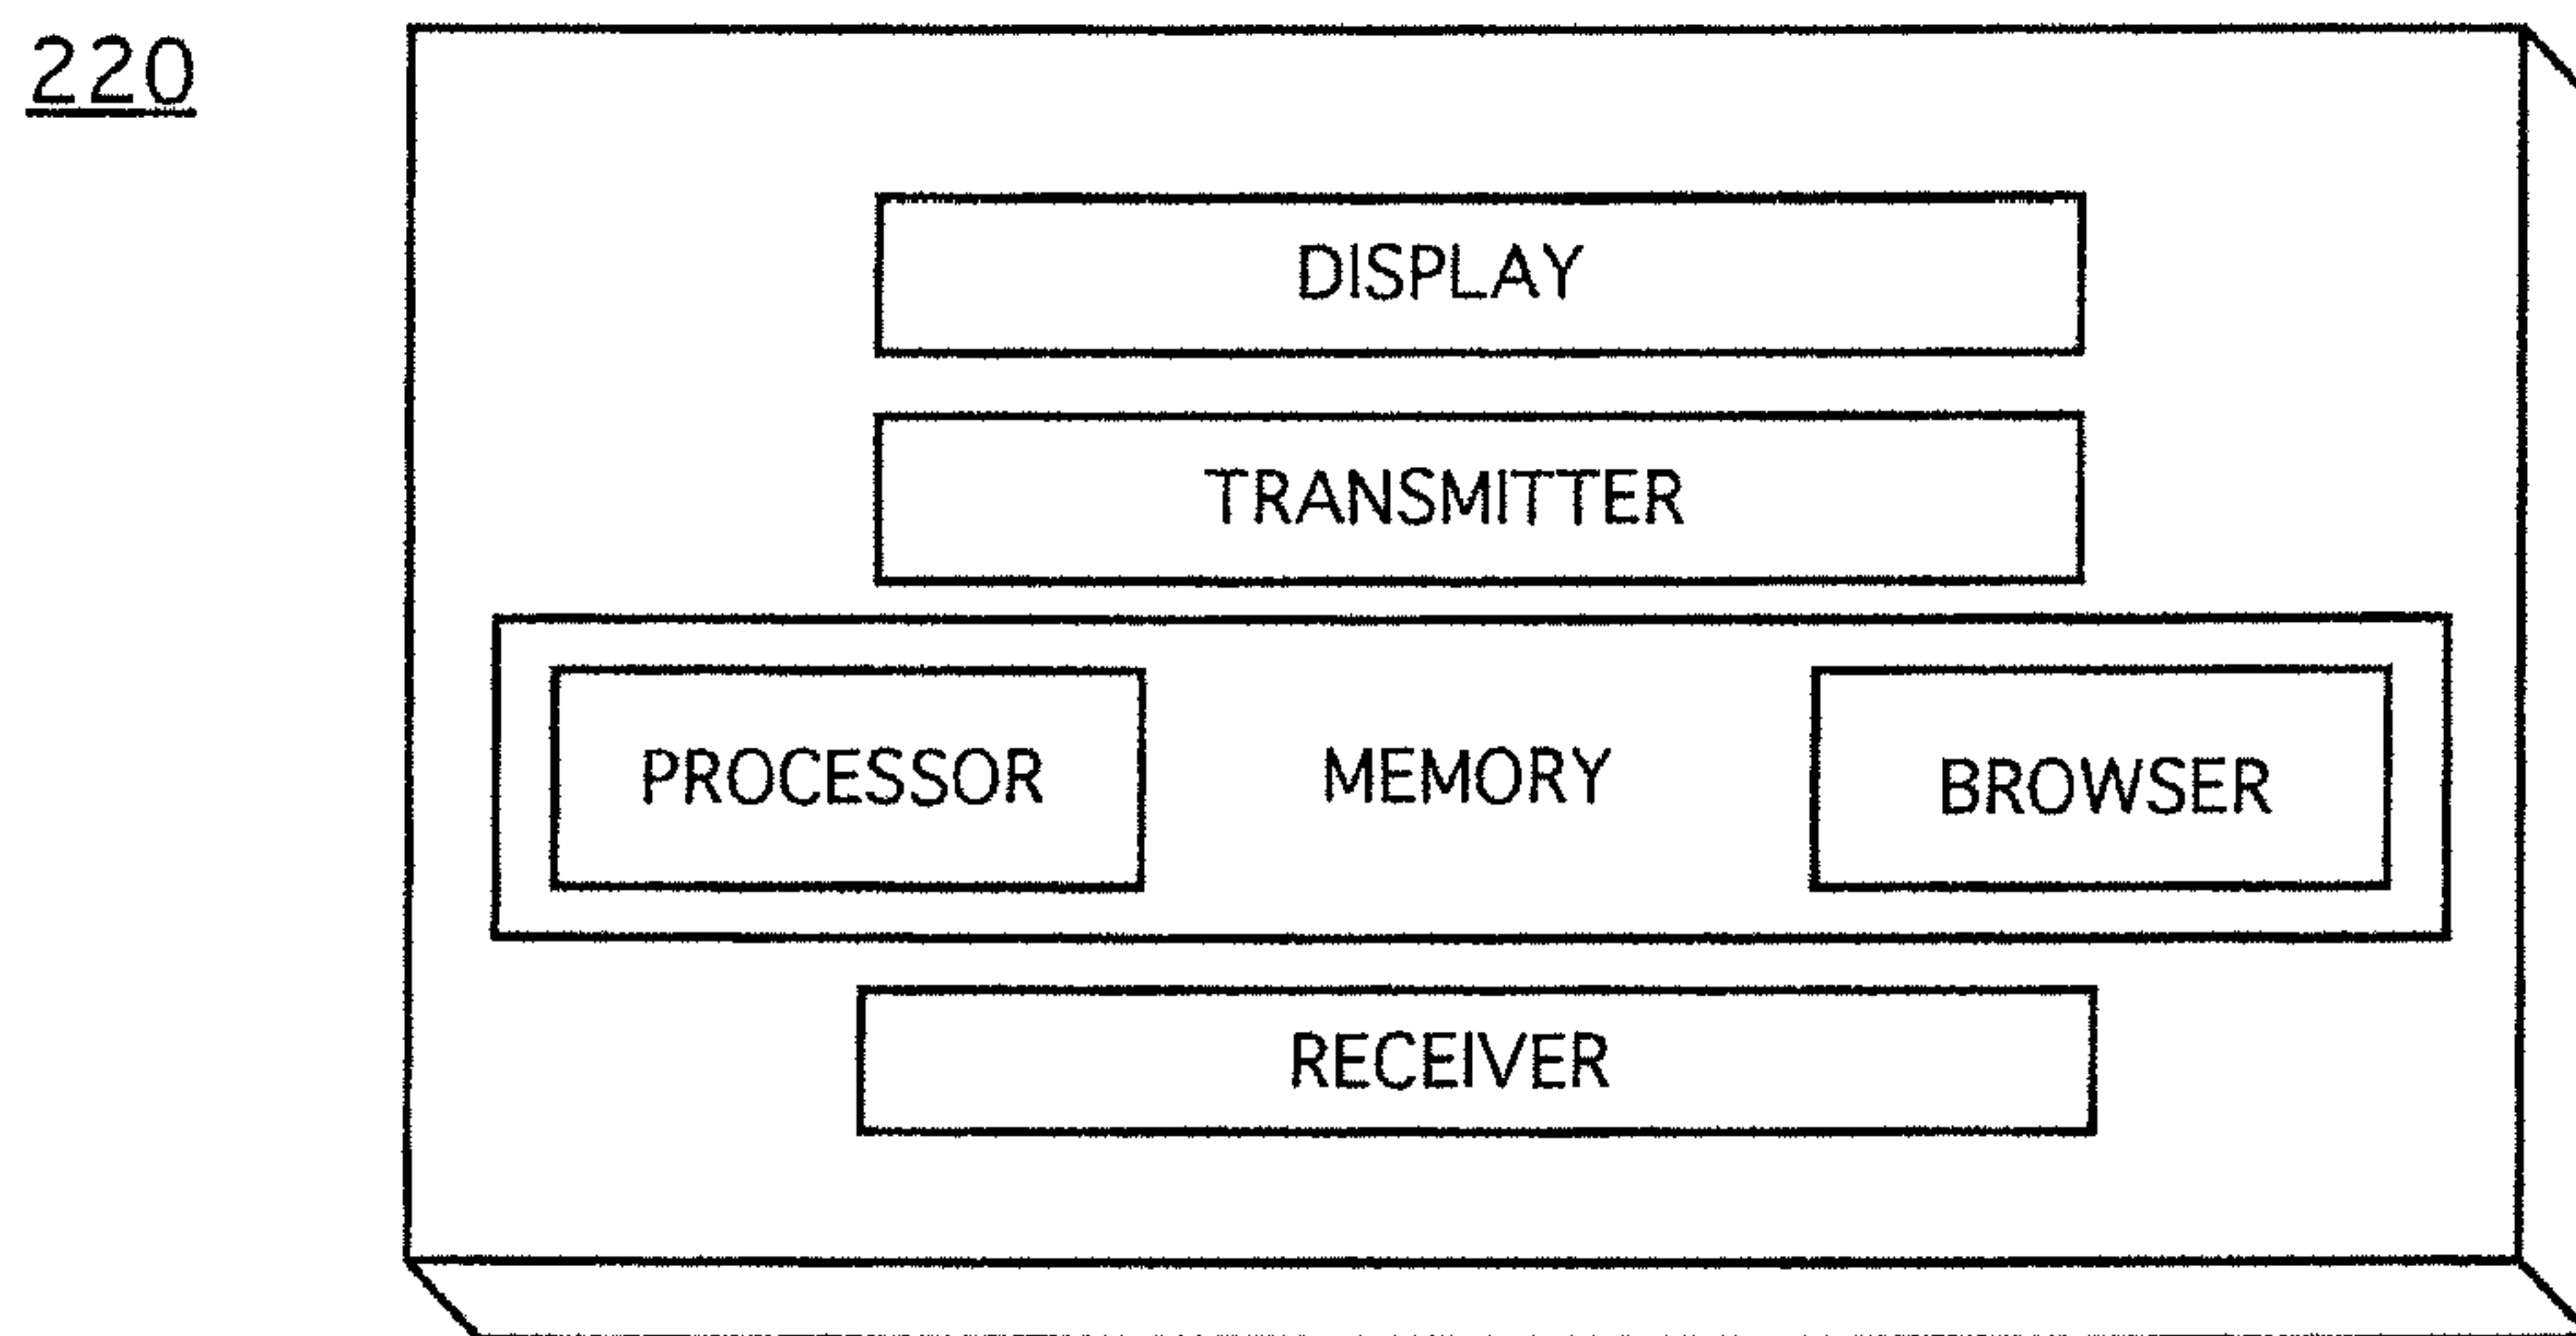 220
DISPLAY
TRANSMITTER
PROCESSOR MEMORY BROWSER
RECEIVER